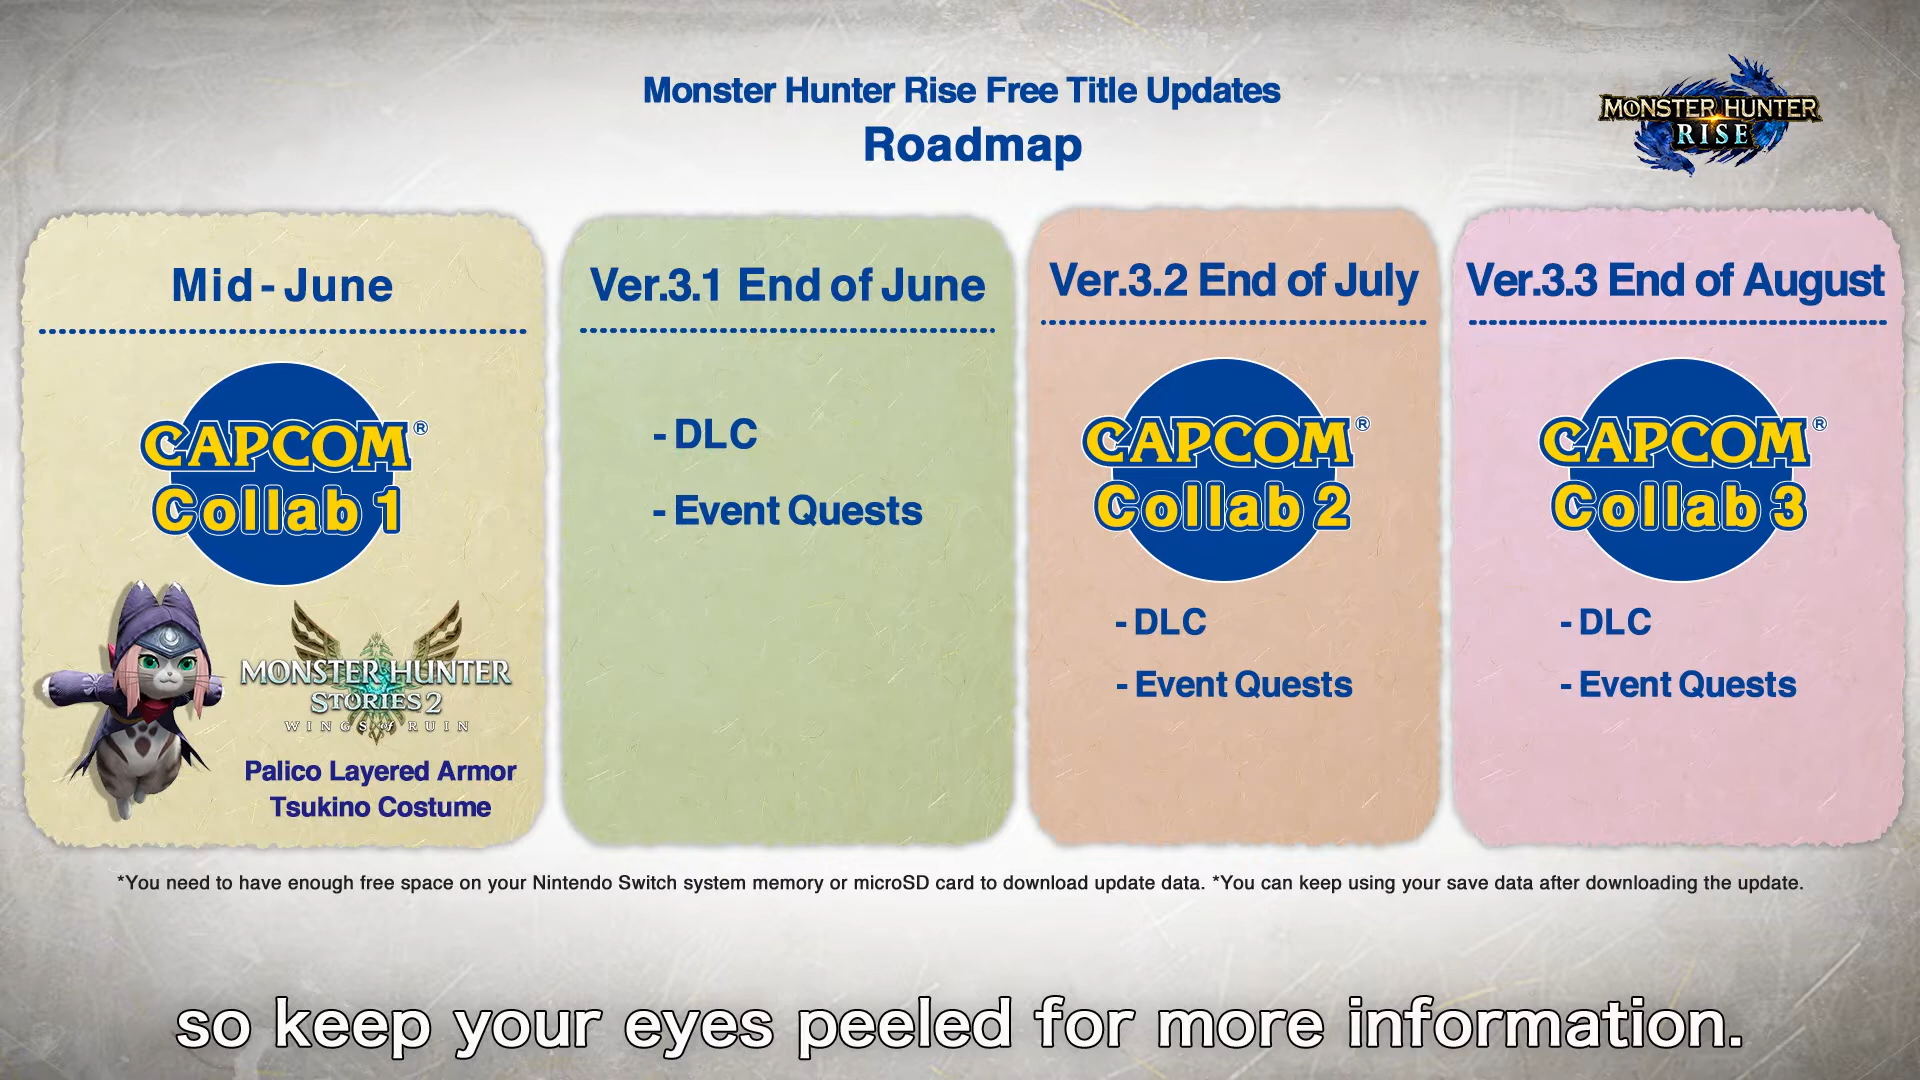 Monster Hunter Rise Free Title Updates
Roadmap
MONSTER HUNTER
RISE
Mid-June
CAPCOM®
Collab 1
MONSTER HUNTER
STORIES 2
WINGS of RUIN
Palico Layered Armor
Tsukino Costume
Ver.3.1 End of June
- DLC
- Event Quests
Ver.3.2 End of July
CAPCOM®
Collab 2
- DLC
- Event Quests
Ver.3.3 End of August
CAPCOM®
Collab 3
- DLC
- Event Quests
*You need to have enough free space on your Nintendo Switch system memory or microSD card to download update data. *You can keep using your save data after downloading the update.
so keep your eyes peeled for more information.